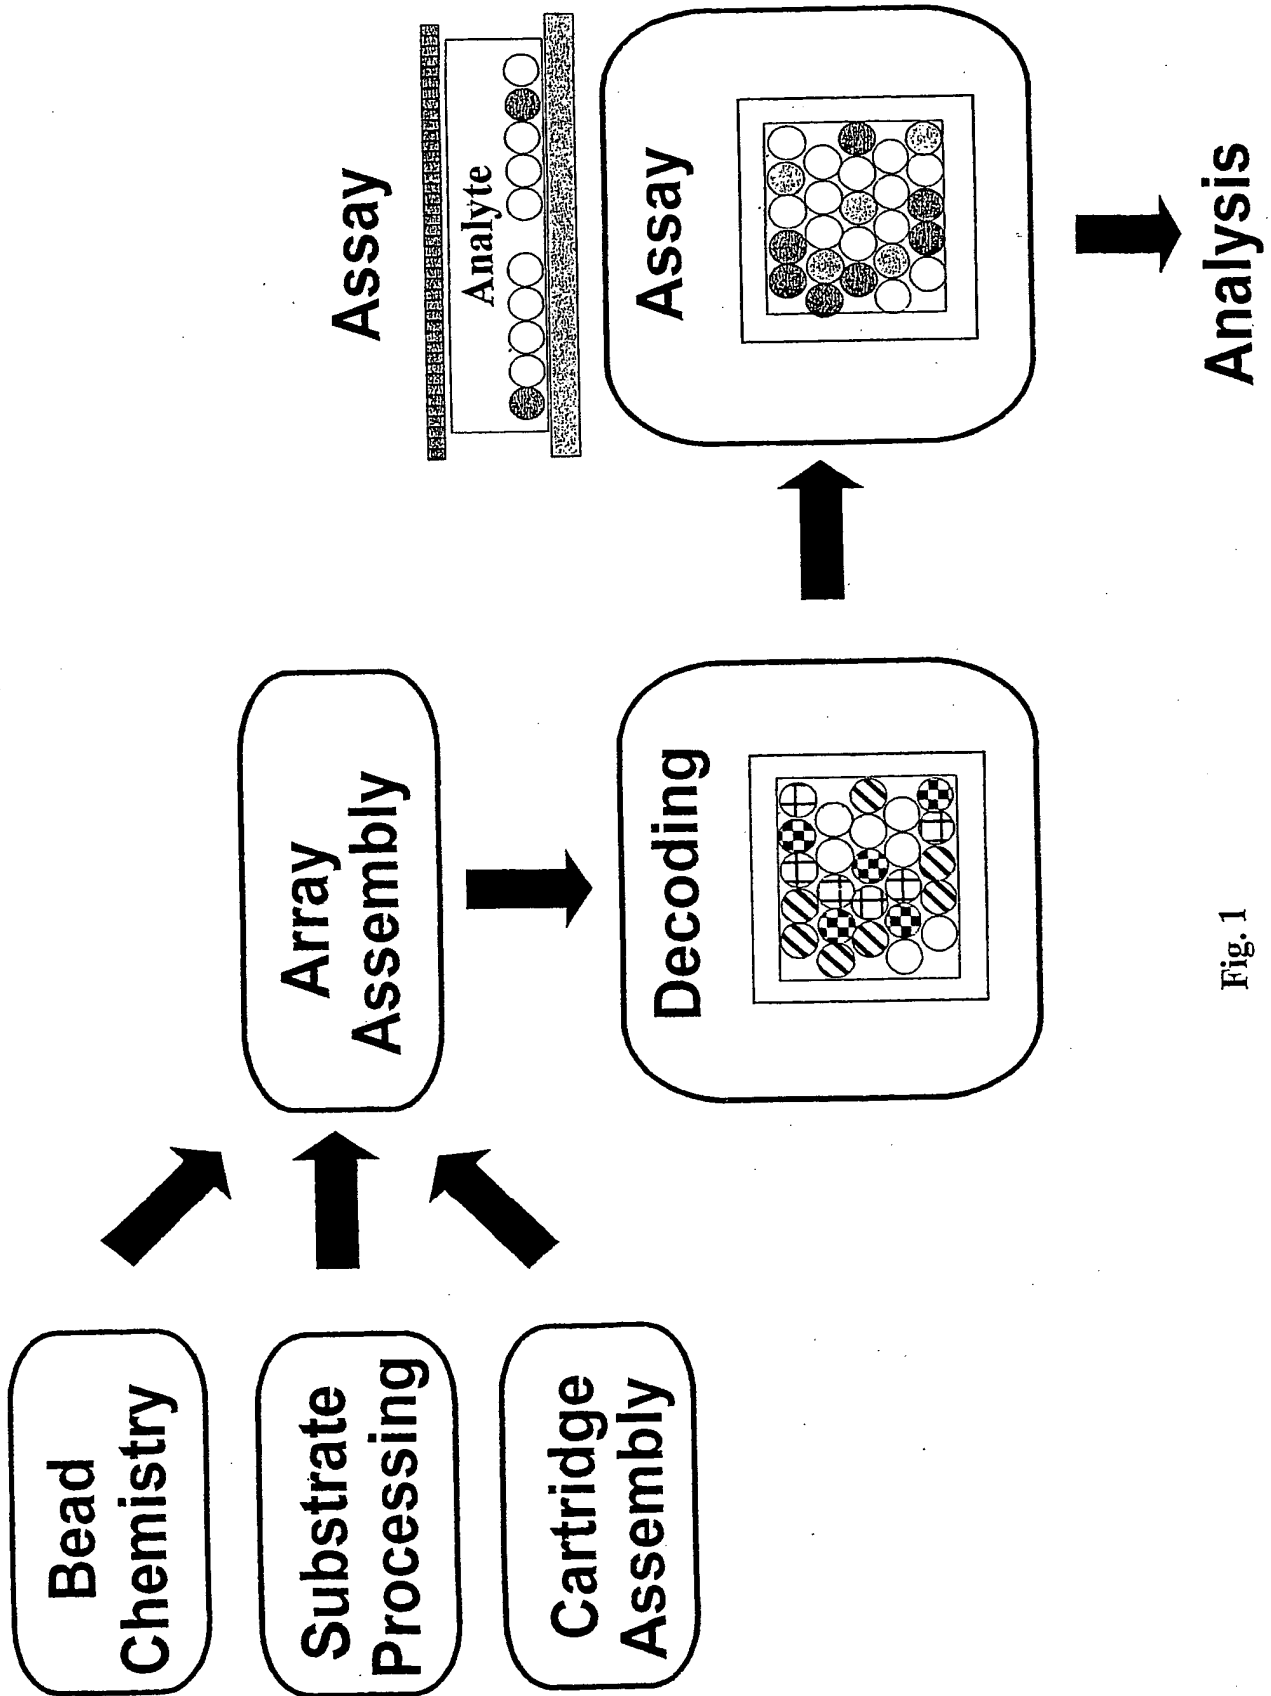 Bead
Chemistry
Substrate
Processing
Cartridge
Assembly
Array
Assembly
Decoding
Assay
Analyte
Assay
Analysis
Fig. 1